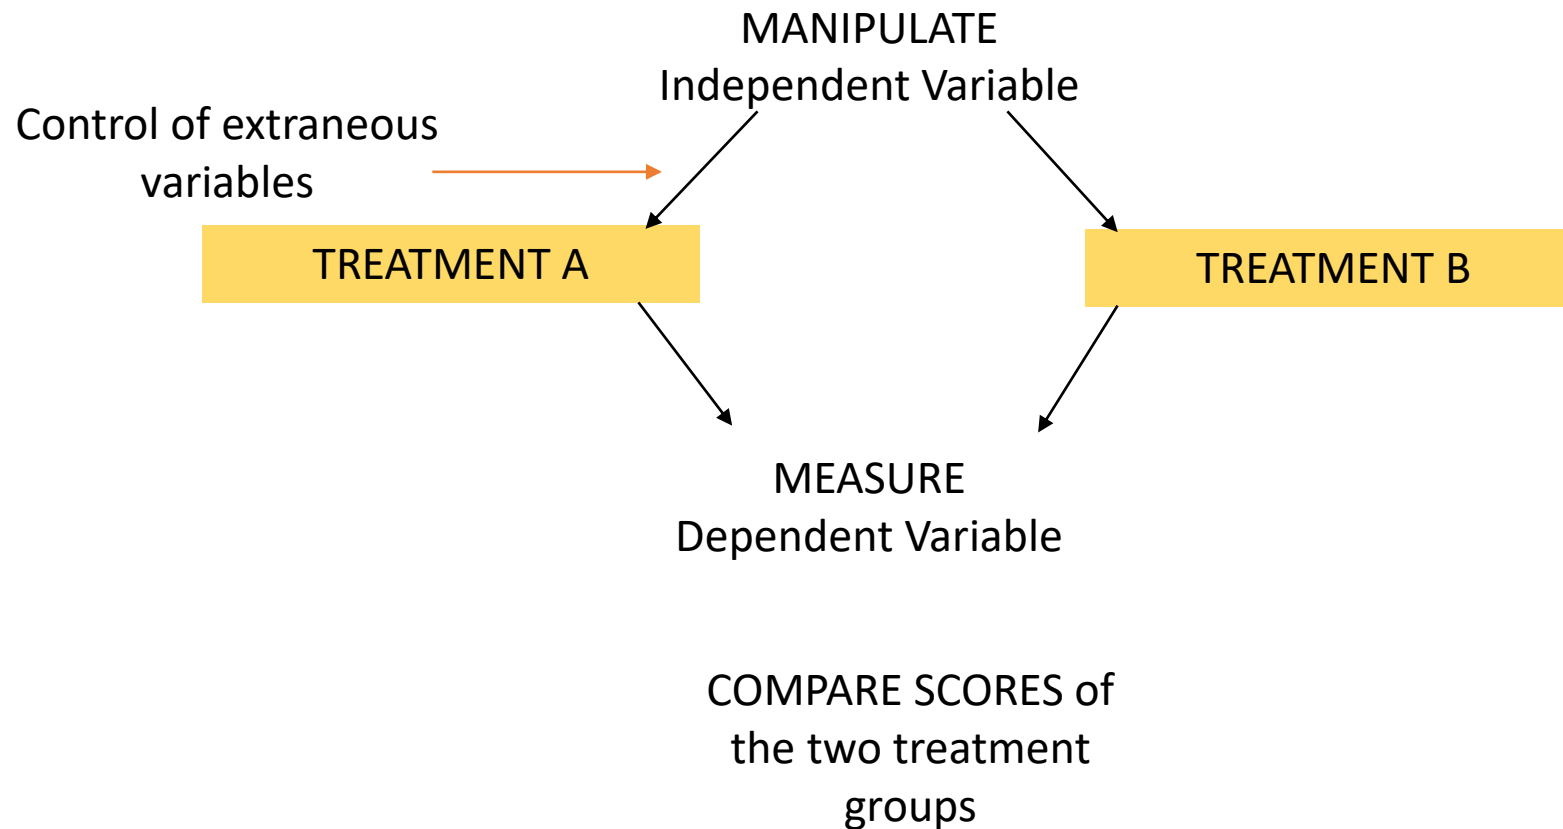 MANIPULATE
Independent Variable
Control of extraneous
variables
TREATMENT A
TREATMENT B
MEASURE
Dependent Variable
COMPARE SCORES of
the two treatment
groups